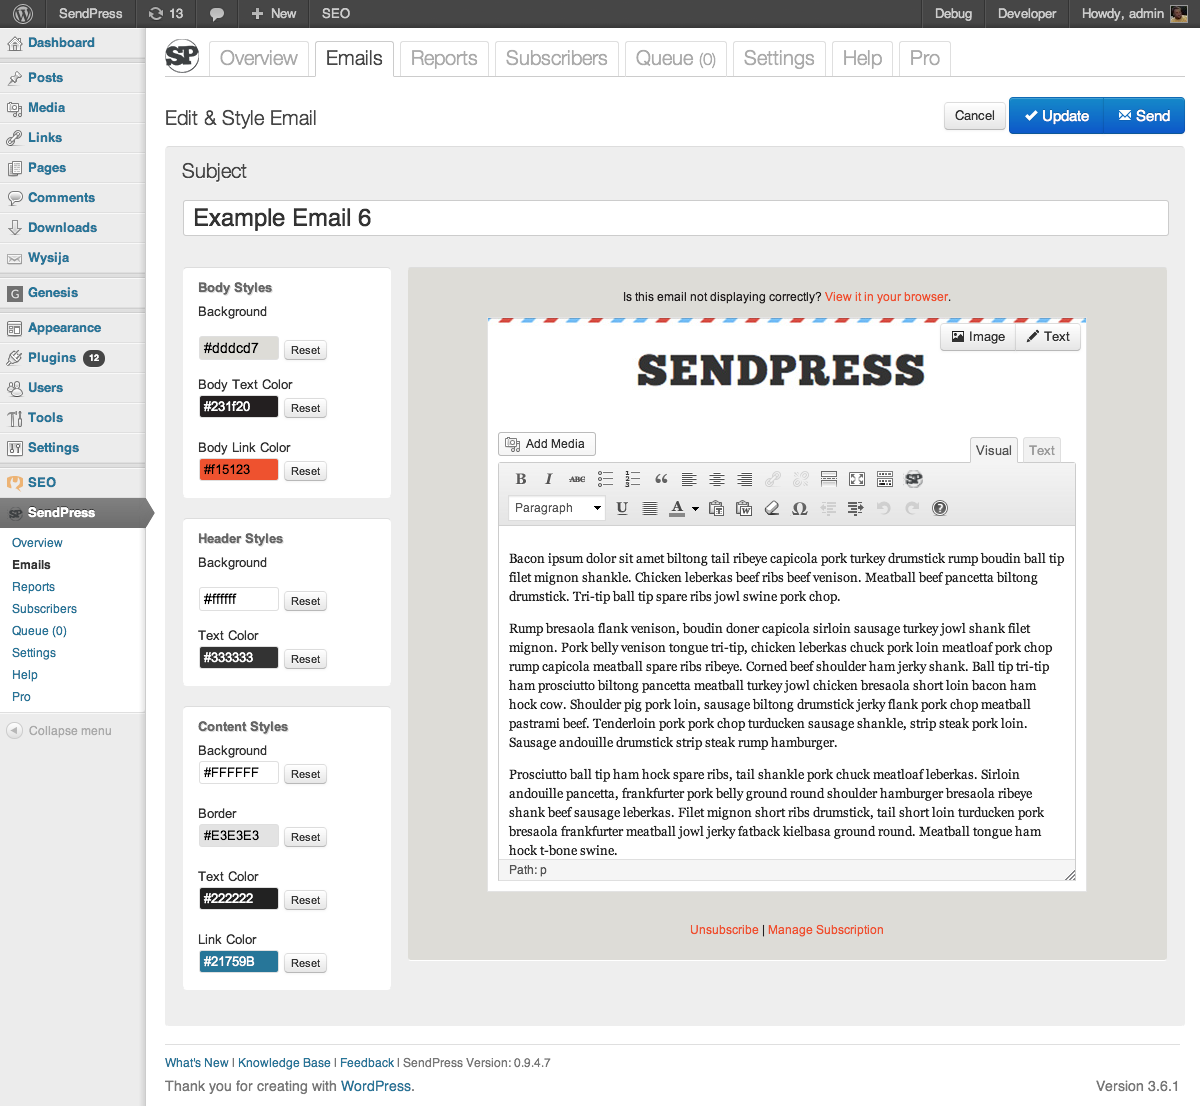 SendPress 13 New SEO Debug Developer Howdy, admin
Dashboard
Posts
Media
Links
Pages
Comments
Downloads
Wysija
Genesis
Appearance
Plugins 12
Users
Tools
Settings
SEO
SendPress
Overview
Emails
Reports
Subscribers
Queue (0)
Settings
Help
Pro
Collapse menu
SP Overview Emails Reports Subscribers Queue (0) Settings Help Pro
Edit & Style Email
Cancel Update Send
Subject
Example Email 6
Body Styles
Background
#dddcd7 Reset
Body Text Color
#231f20 Reset
Body Link Color
#f15123 Reset
Header Styles
Background
#ffffff Reset
Text Color
#333333 Reset
Content Styles
Background
#FFFFFF Reset
Border
#E3E3E3 Reset
Text Color
#222222 Reset
Link Color
#21759B Reset
Is this email not displaying correctly? View it in your browser.
Image Text
SENDPRESS
Add Media
Visual Text
B I ABC SP
Paragraph U A
Bacon ipsum dolor sit amet biltong tail ribeye capicola pork turkey drumstick rump boudin ball tip
filet mignon shankle. Chicken leberkas beef ribs beef venison. Meatball beef pancetta biltong
drumstick. Tri-tip ball tip spare ribs jowl swine pork chop.
Rump bresaola flank venison, boudin doner capicola sirloin sausage turkey jowl shank filet
mignon. Pork belly venison tongue tri-tip, chicken leberkas chuck pork loin meatloaf pork chop
rump capicola meatball spare ribs ribeye. Corned beef shoulder ham jerky shank. Ball tip tri-tip
ham prosciutto biltong pancetta meatball turkey jowl chicken bresaola short loin bacon ham
hock cow. Shoulder pig pork loin, sausage biltong drumstick jerky flank pork chop meatball
pastrami beef. Tenderloin pork pork chop turducken sausage shankle, strip steak pork loin.
Sausage andouille drumstick strip steak rump hamburger.
Prosciutto ball tip ham hock spare ribs, tail shankle pork chuck meatloaf leberkas. Sirloin
andouille pancetta, frankfurter pork belly ground round shoulder hamburger bresaola ribeye
shank beef sausage leberkas. Filet mignon short ribs drumstick, tail short loin turducken pork
bresaola frankfurter meatball jowl jerky fatback kielbasa ground round. Meatball tongue ham
hock t-bone swine.
Path: p
Unsubscribe | Manage Subscription
What's New | Knowledge Base | Feedback | SendPress Version: 0.9.4.7
Thank you for creating with WordPress.
Version 3.6.1